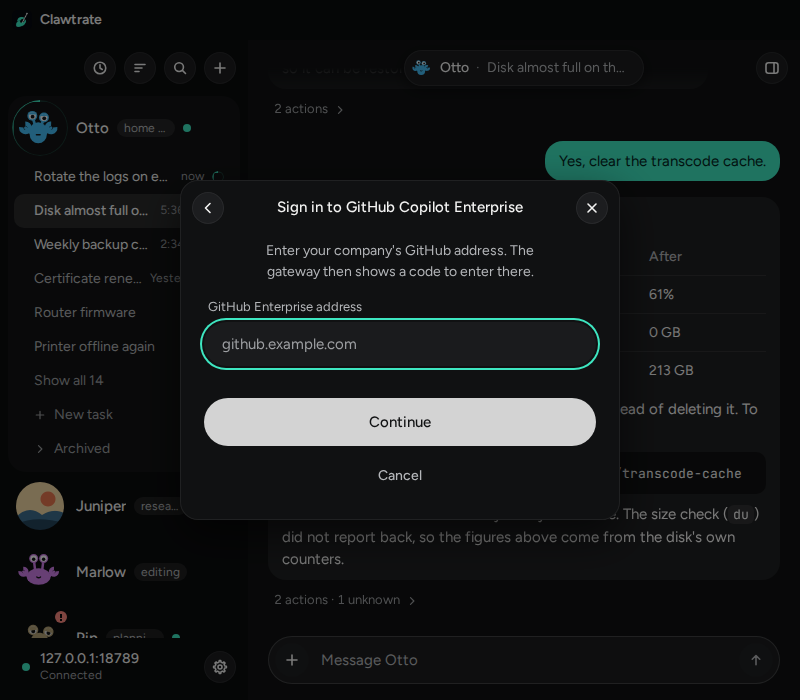 Clawtrate
Otto · Disk almost full on th…
2 actions
Yes, clear the transcode cache.
Otto home …
Rotate the logs on e… now
Disk almost full o… 5:36
Weekly backup c… 2:34
Certificate rene… Yeste
Router firmware
Printer offline again
Show all 14
+ New task
Archived
Juniper resea…
Marlow editing
Pip planni…
127.0.0.1:18789
Connected
Sign in to GitHub Copilot Enterprise
Enter your company's GitHub address. The
gateway then shows a code to enter there.
GitHub Enterprise address
github.example.com
Continue
Cancel
After
61%
0 GB
213 GB
ead of deleting it. To
/transcode-cache
The size check ( du )
did not report back, so the figures above come from the disk's own
counters.
2 actions · 1 unknown
Message Otto